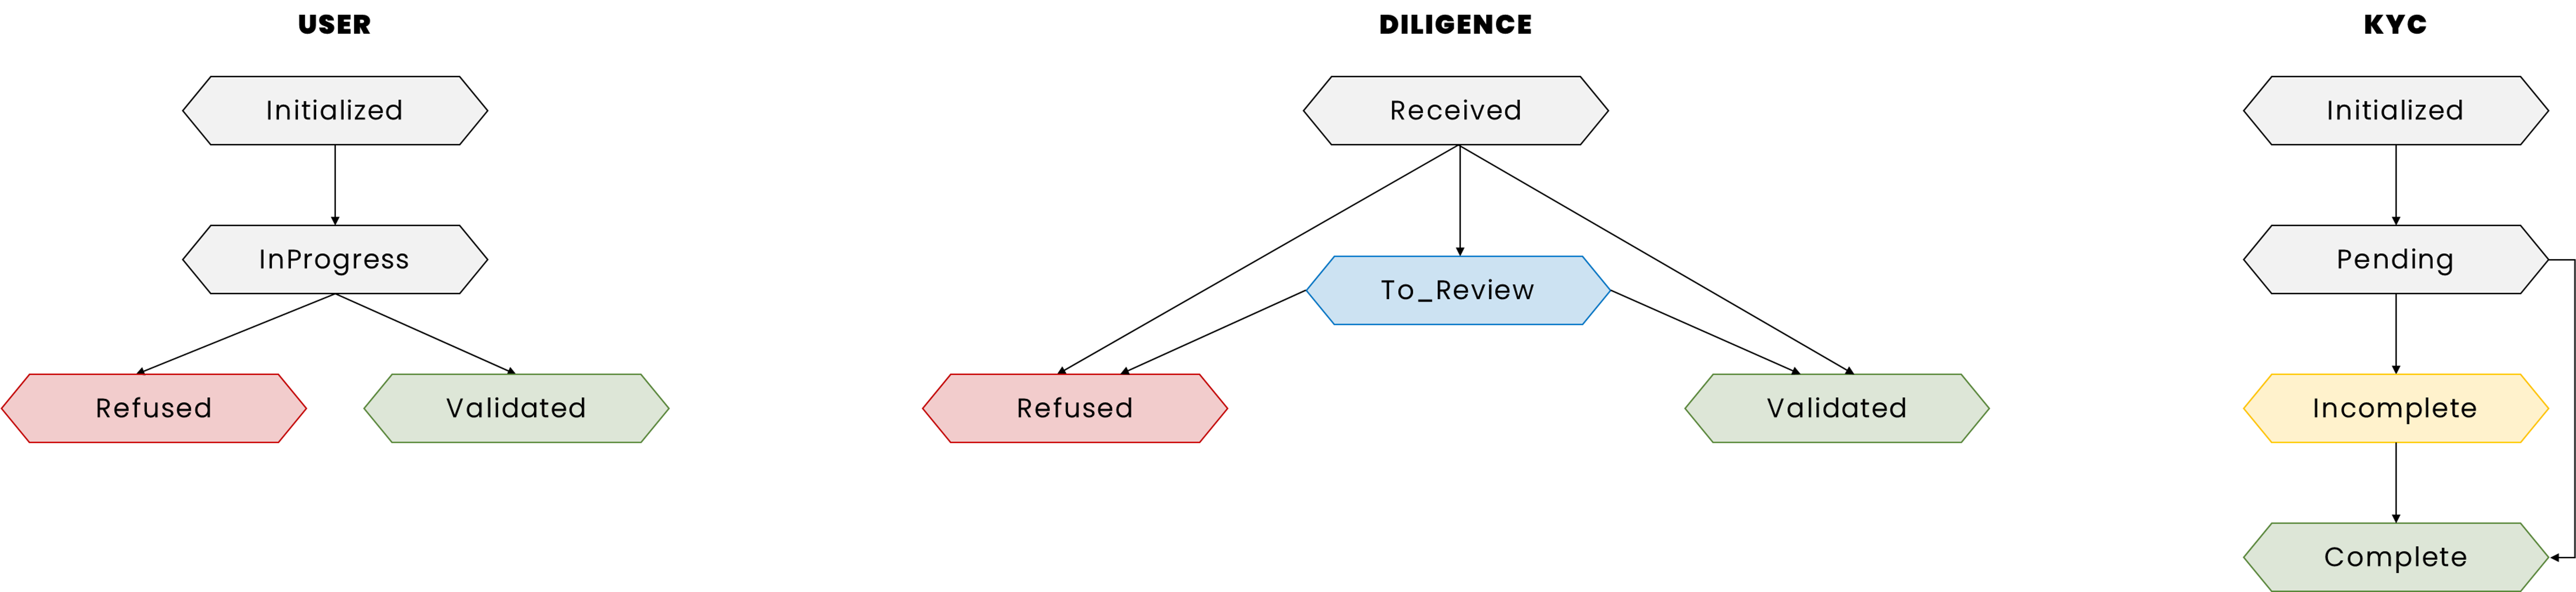 USER
Initialized
InProgress
Refused
Validated
DILIGENCE
Received
To_Review
Refused
Validated
KYC
Initialized
Pending
Incomplete
Complete